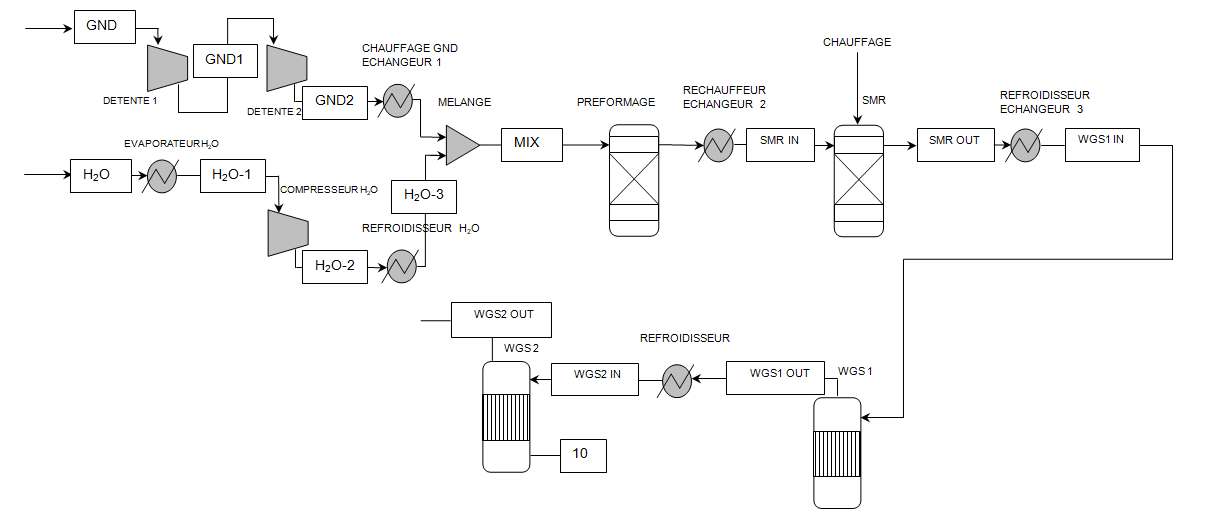 GND
GND1
CHAUFFAGE GND
ECHANGEUR 1
DETENTE 1
DETENTE 2
GND2
MELANGE
PREFORMAGE
RECHAUFFEUR
ECHANGEUR 2
CHAUFFAGE
SMR
REFROIDISSEUR
ECHANGEUR 3
EVAPORATEUR H₂O
MIX
SMR IN
SMR OUT
WGS1 IN
H₂O
H₂O-1
COMPRESSEUR H₂O
H₂O-3
REFROIDISSEUR H₂O
H₂O-2
WGS2 OUT
WGS 2
REFROIDISSEUR
WGS2 IN
WGS1 OUT
WGS 1
10